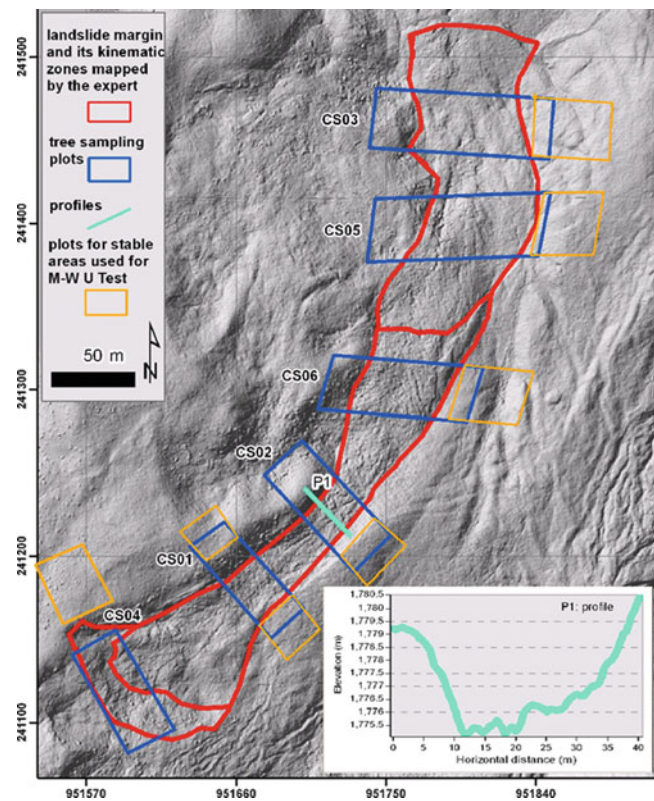 landslide margin
and its kinematic
zones mapped
by the expert
tree sampling
plots
profiles
plots for stable
areas used for
M-W U Test
N
50 m
241500
241400
241300
241200
241100
CS03
CS05
CS06
CS02
P1
CS01
CS04
P1: profile
Elevation (m)
1,780.5
1,780
1,779.5
1,778.5
1,777.5
1,777
1,776.5
1,776
1,775.5
0 5 10 15 20 25 30 35 40
Horizontal distance (m)
951570 951660 951750 951840